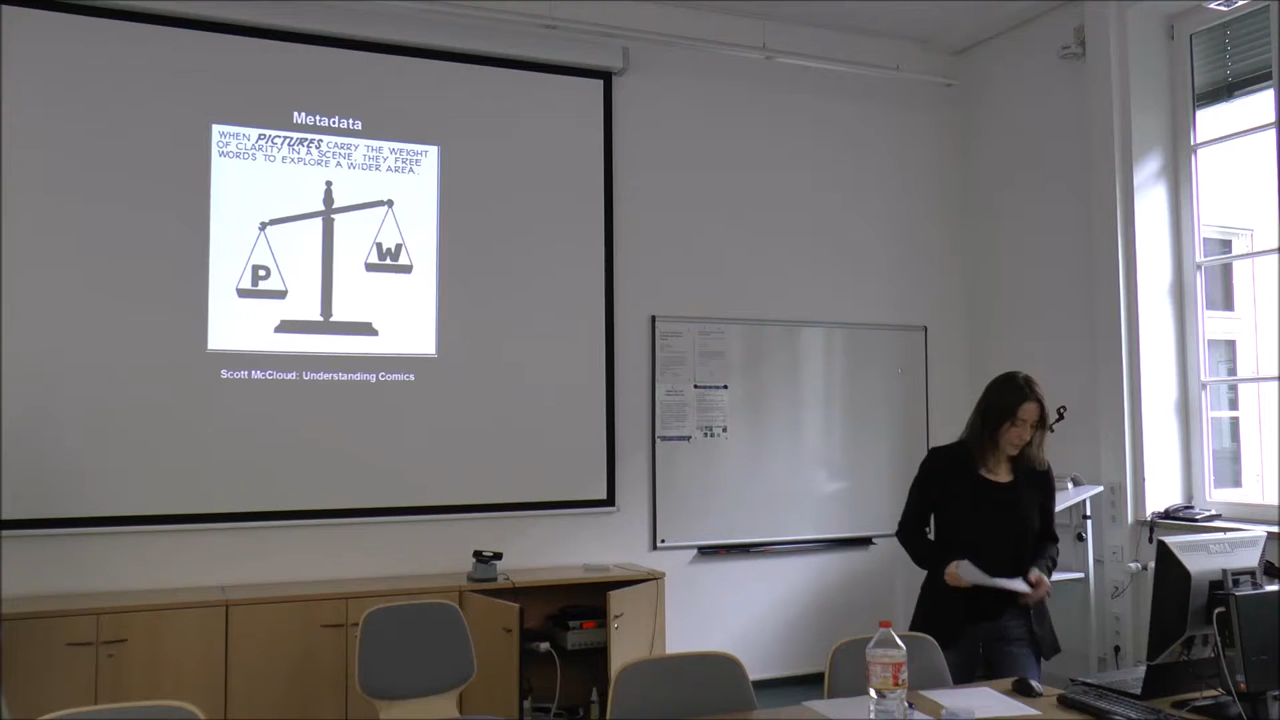 Metadata
WHEN PICTURES CARRY THE WEIGHT
OF CLARITY IN A SCENE, THEY FREE
WORDS TO EXPLORE A WIDER AREA.
P
W
Scott McCloud: Understanding Comics
DELL